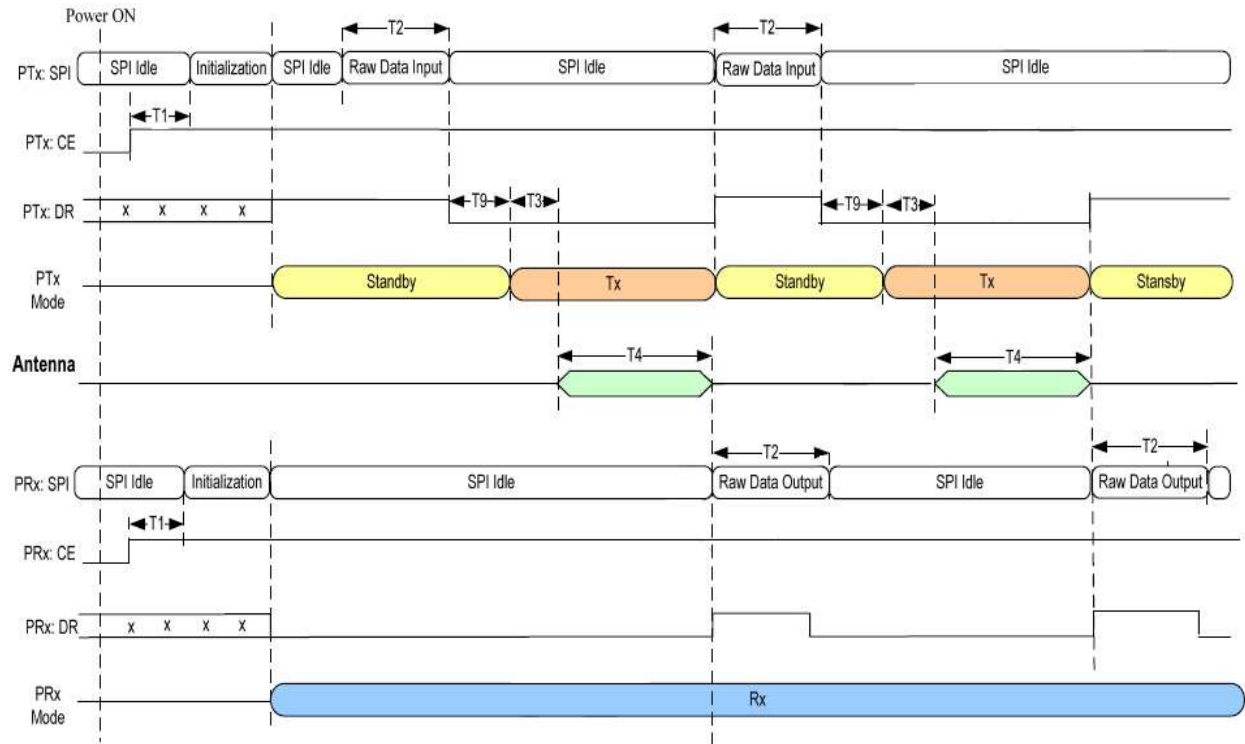 Power ON
T2 T2
PTx: SPI SPI Idle Initialization SPI Idle Raw Data Input SPI Idle Raw Data Input SPI Idle
T1
PTx: CE
PTx: DR x x x x T9 T3 T9 T3
PTx
Mode
Standby Tx Standby Tx Stansby
Antenna T4 T4
T2 T2
PRx: SPI SPI Idle Initialization SPI Idle Raw Data Output SPI Idle Raw Data Output
T1
PRx: CE
PRx: DR x x x x
PRx
Mode
Rx